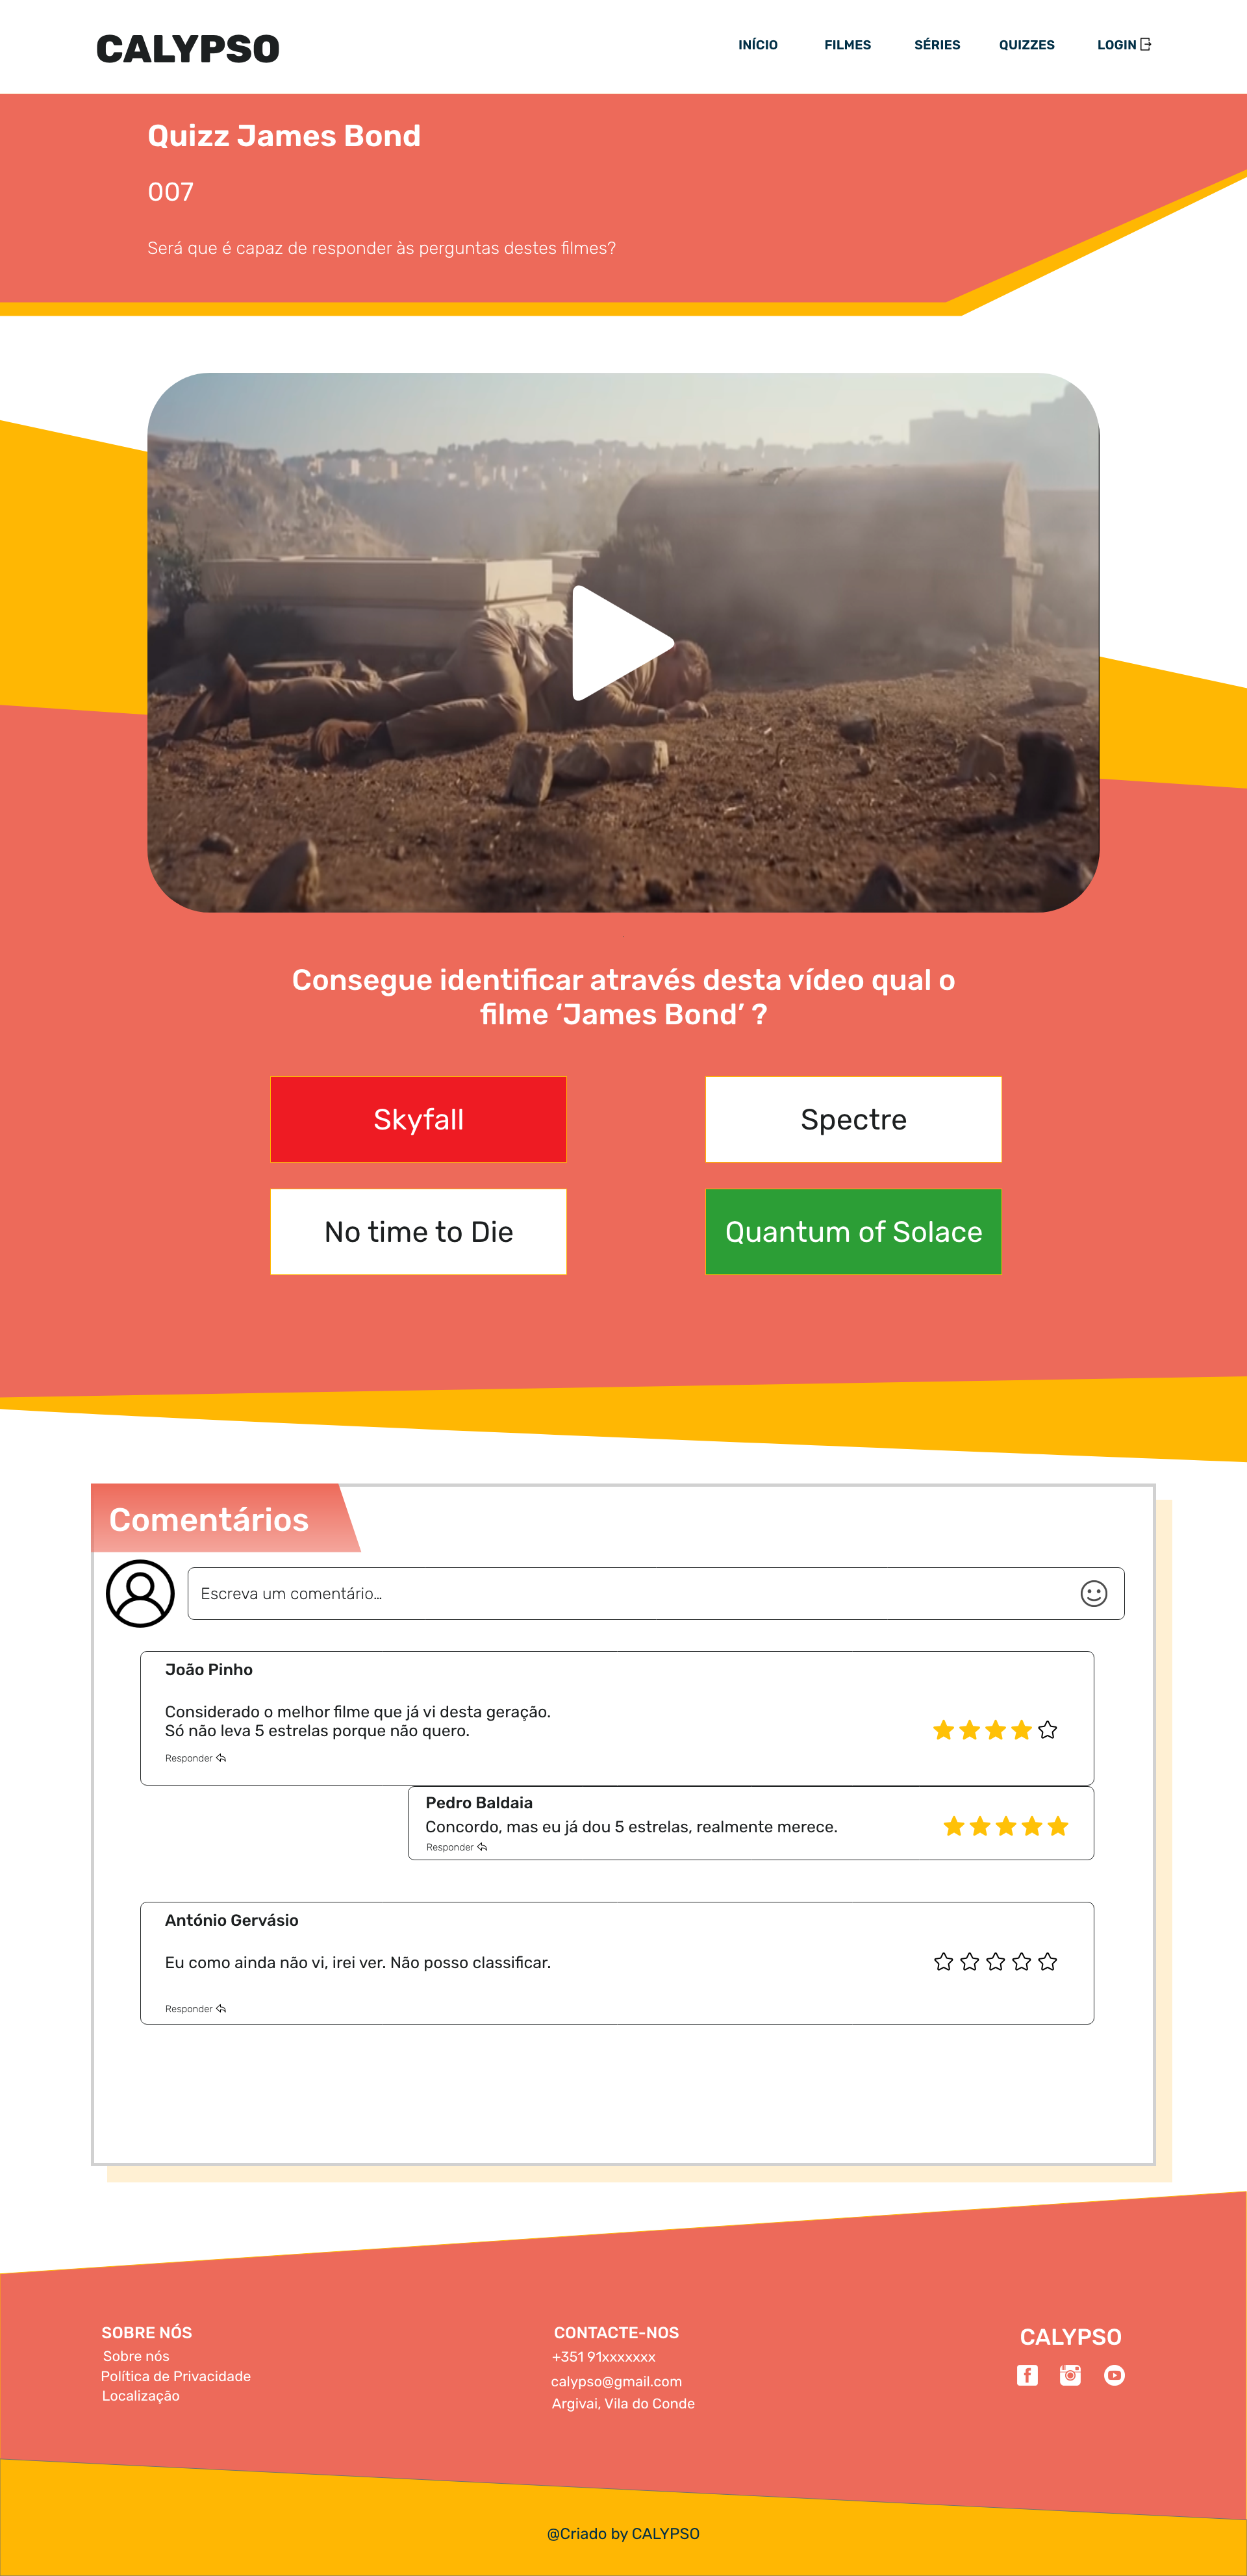 CALYPSO
INÍCIO FILMES SÉRIES QUIZZES LOGIN
Quizz James Bond
007
Será que é capaz de responder às perguntas destes filmes?
Consegue identificar através desta vídeo qual o
filme ‘James Bond’ ?
Skyfall
Spectre
No time to Die
Quantum of Solace
Comentários
Escreva um comentário...
João Pinho
Considerado o melhor filme que já vi desta geração.
Só não leva 5 estrelas porque não quero.
Responder
Pedro Baldaia
Concordo, mas eu já dou 5 estrelas, realmente merece.
Responder
António Gervásio
Eu como ainda não vi, irei ver. Não posso classificar.
Responder
SOBRE NÓS
Sobre nós
Política de Privacidade
Localização
CONTACTE-NOS
+351 91xxxxxxx
calypso@gmail.com
Argivai, Vila do Conde
CALYPSO
@Criado by CALYPSO